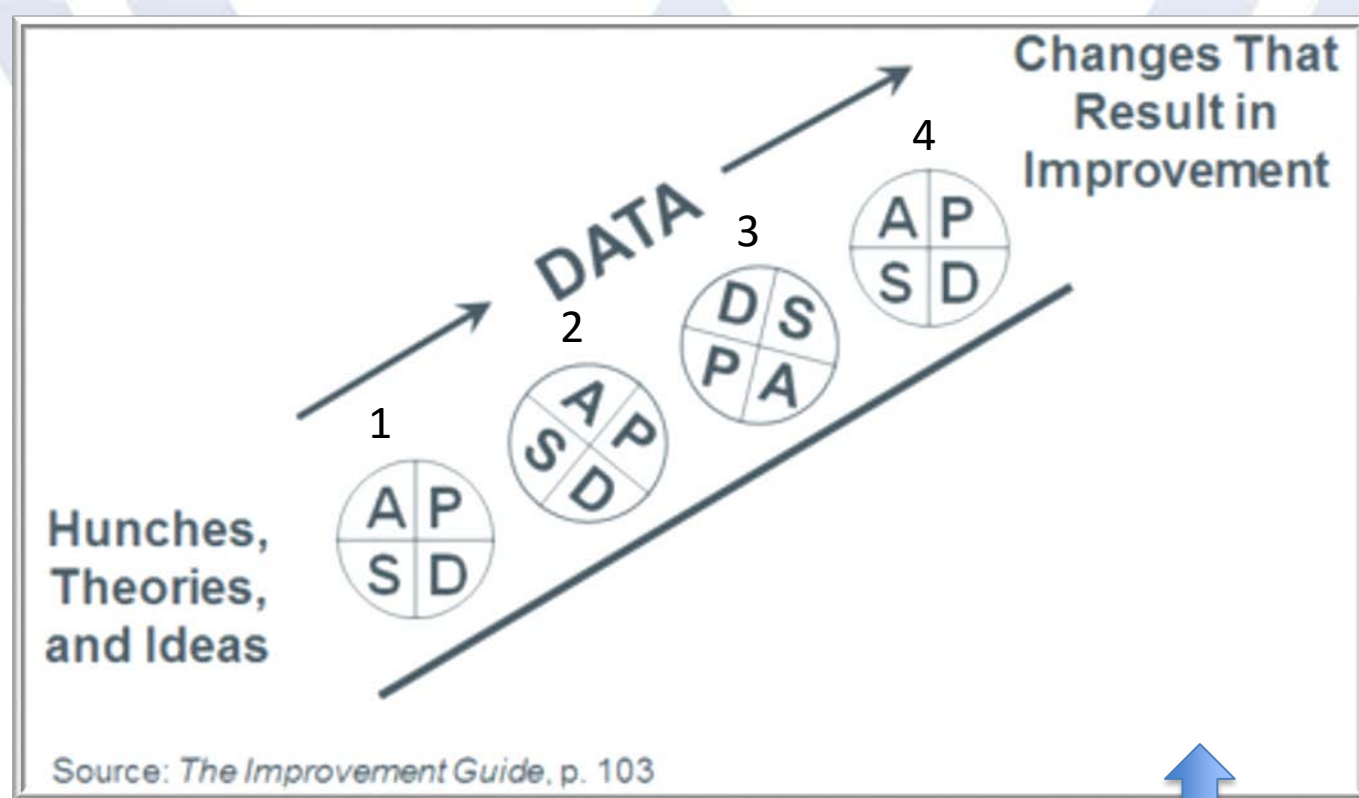 Changes That
Result in
Improvement
4
A P
S D
DATA
3
D S
P A
2
A P
S D
1
A P
S D
Hunches,
Theories,
and Ideas
Source: The Improvement Guide, p. 103